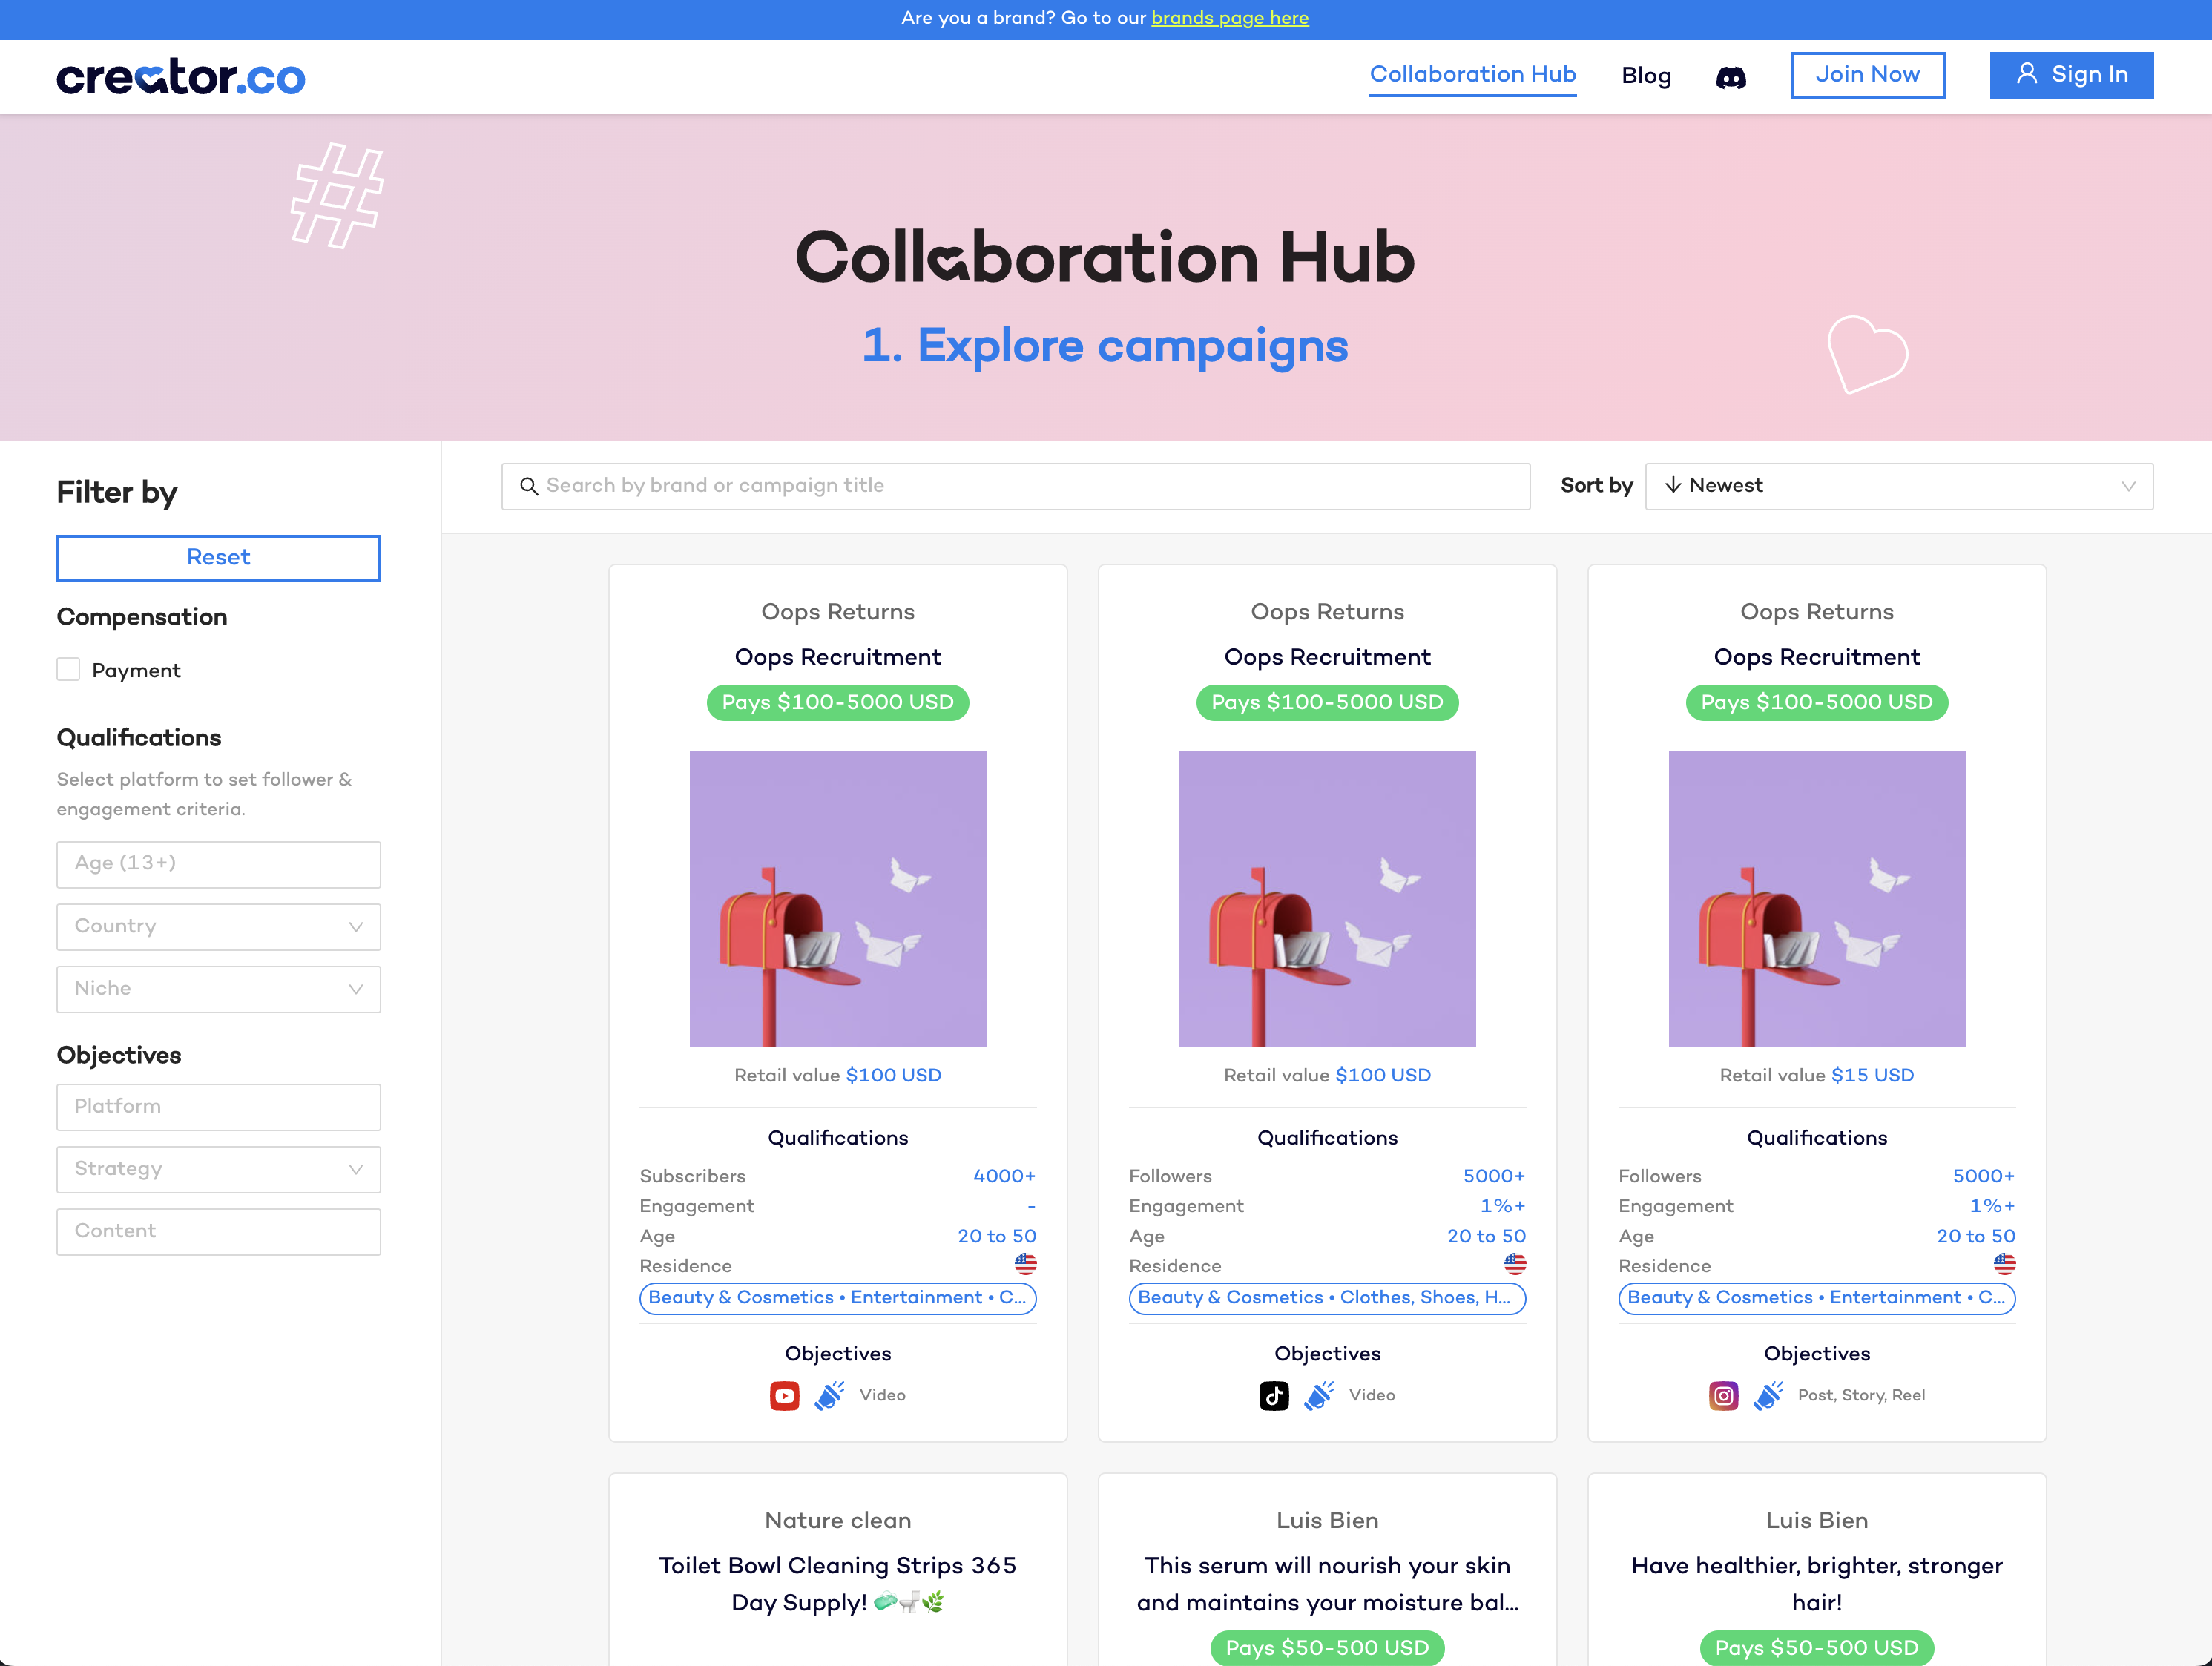 Are you a brand? Go to our brands page here
creator.co
Collaboration Hub
Blog
Join Now
Sign In
Collaboration Hub
1. Explore campaigns
Filter by
Reset
Compensation
Payment
Qualifications
Select platform to set follower &
engagement criteria.
Age (13+)
Country
Niche
Objectives
Platform
Strategy
Content
Search by brand or campaign title
Sort by
Newest
Oops Returns
Oops Recruitment
Pays $100-5000 USD
Retail value $100 USD
Qualifications
Subscribers 4000+
Engagement -
Age 20 to 50
Residence
Beauty & Cosmetics • Entertainment • C...
Objectives
Video
Oops Returns
Oops Recruitment
Pays $100-5000 USD
Retail value $100 USD
Qualifications
Followers 5000+
Engagement 1%+
Age 20 to 50
Residence
Beauty & Cosmetics • Clothes, Shoes, H...
Objectives
Video
Oops Returns
Oops Recruitment
Pays $100-5000 USD
Retail value $15 USD
Qualifications
Followers 5000+
Engagement 1%+
Age 20 to 50
Residence
Beauty & Cosmetics • Entertainment • C...
Objectives
Post, Story, Reel
Nature clean
Toilet Bowl Cleaning Strips 365
Day Supply! 🧼🚽🌿
Luis Bien
This serum will nourish your skin
and maintains your moisture bal...
Pays $50-500 USD
Luis Bien
Have healthier, brighter, stronger
hair!
Pays $50-500 USD